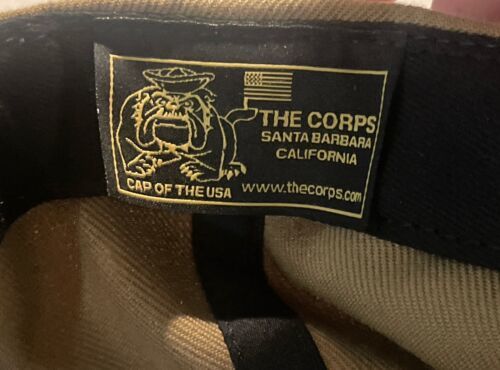 THE CORPS
SANTA BARBARA
CALIFORNIA
CAP OF THE USA
www.thecorps.com